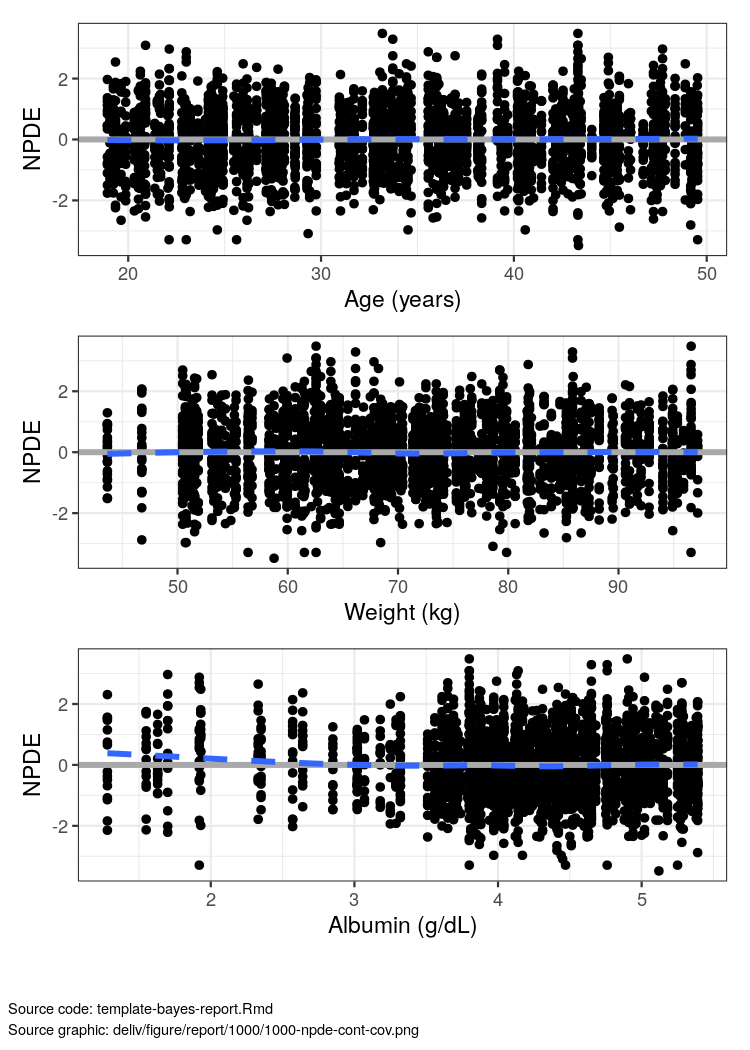 NPDE
2
0
-2
20 30 40 50
Age (years)
NPDE
2
0
-2
50 60 70 80 90
Weight (kg)
NPDE
2
0
-2
2 3 4 5
Albumin (g/dL)
Source code: template-bayes-report.Rmd
Source graphic: deliv/figure/report/1000/1000-npde-cont-cov.png